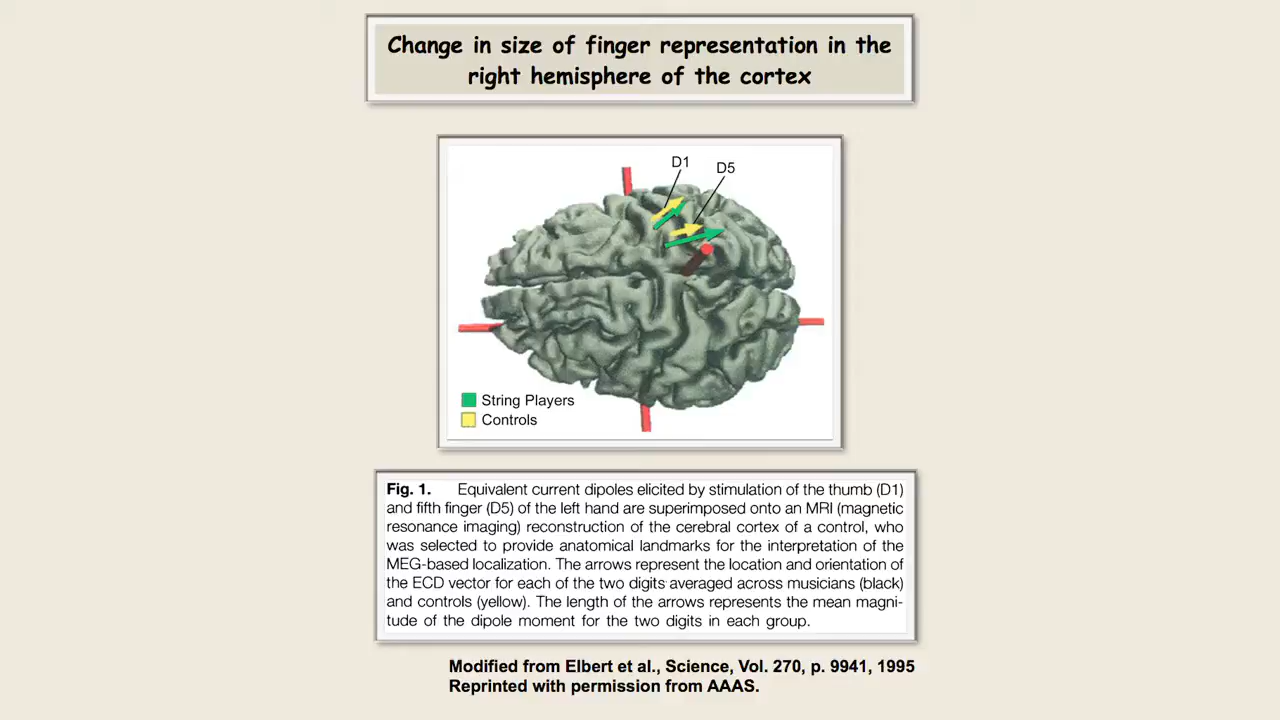 Change in size of finger representation in the
right hemisphere of the cortex
D1
D5
String Players
Controls
Fig. 1. Equivalent current dipoles elicited by stimulation of the thumb (D1)
and fifth finger (D5) of the left hand are superimposed onto an MRI (magnetic
resonance imaging) reconstruction of the cerebral cortex of a control, who
was selected to provide anatomical landmarks for the interpretation of the
MEG-based localization. The arrows represent the location and orientation of
the ECD vector for each of the two digits averaged across musicians (black)
and controls (yellow). The length of the arrows represents the mean magni-
tude of the dipole moment for the two digits in each group.
Modified from Elbert et al., Science, Vol. 270, p. 9941, 1995
Reprinted with permission from AAAS.